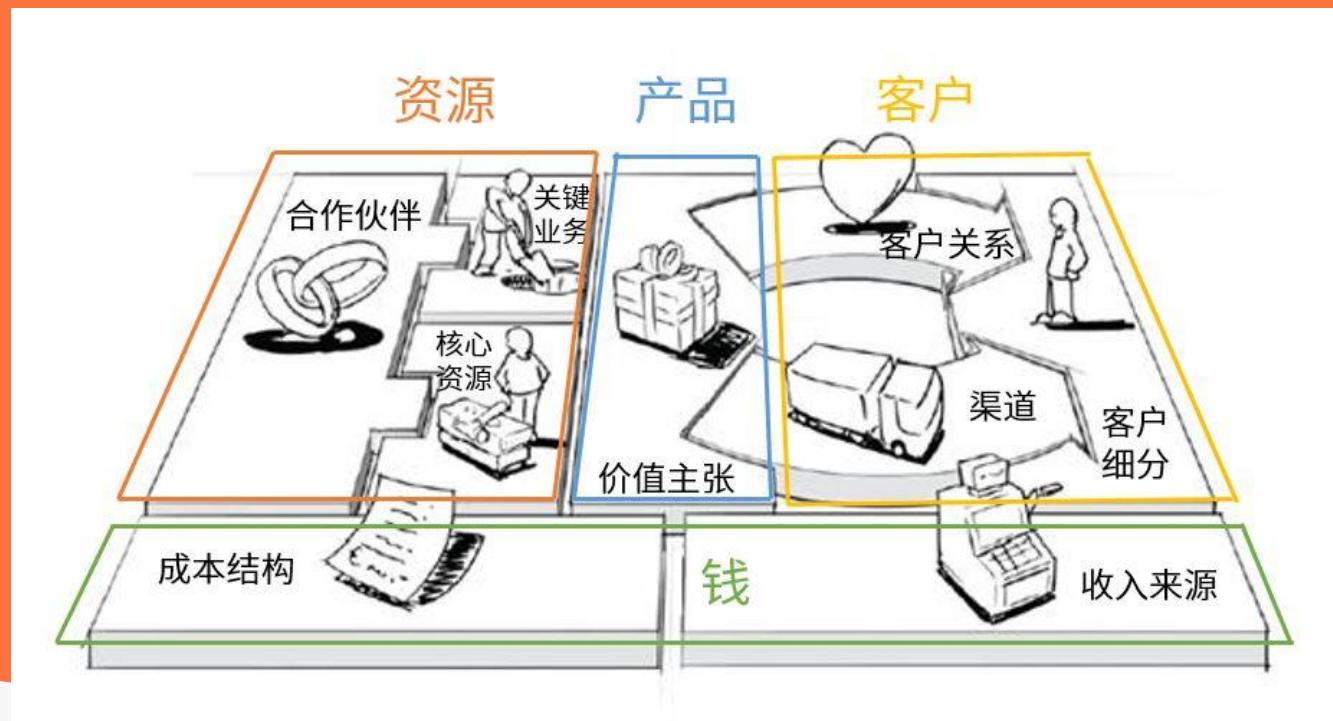 资源
产品
客户
合作伙伴
关键
业务
核心
资源
价值主张
客户关系
渠道
客户
细分
成本结构
钱
收入来源